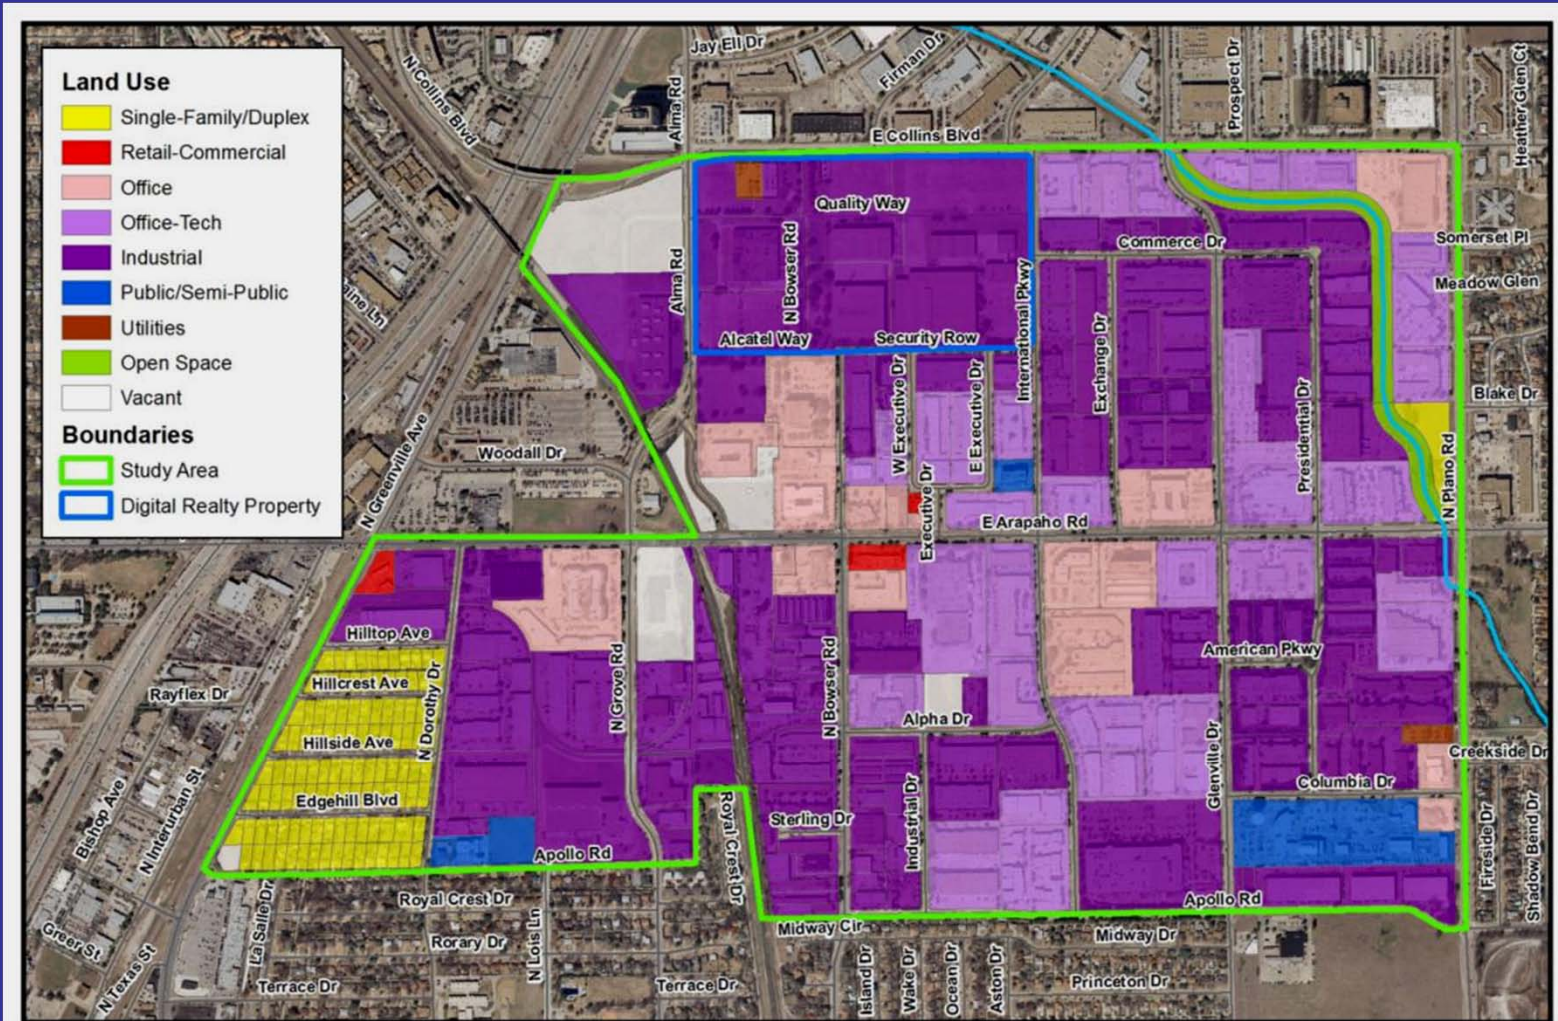 Jay Ell Dr
N Collins Blvd
Firman Dr
Alma Rd
Prospect Dr
Heather Glen Ct
E Collins Blvd
Land Use
Single-Family/Duplex
Retail-Commercial
Office
Office-Tech
Industrial
Public/Semi-Public
Utilities
Open Space
Vacant
Boundaries
Study Area
Digital Realty Property
Quality Way
N Bowser Rd
Alma Rd
International Pkwy
Commerce Dr
Somerset Pl
Meadow Glen
Alcatel Way
Security Row
Exchange Dr
W Executive Dr
E Executive Dr
Presidential Dr
Blake Dr
N Plano Rd
N Greenville Ave
Woodall Dr
Executive Dr
E Arapaho Rd
Hilltop Ave
Hillcrest Ave
N Dorothy Dr
Rayflex Dr
N Grove Rd
N Bowser Rd
American Pkwy
Hillside Ave
Alpha Dr
Glenville Dr
Creekside Dr
Columbia Dr
Edgehill Blvd
Bishop Ave
N Interurban St
Sterling Dr
Industrial Dr
Royal Crest Dr
Fireside Dr
Shadow Bend Dr
Apollo Rd
Apollo Rd
La Salle Dr
Royal Crest Dr
Midway Cir
Midway Dr
Greer St
N Texas St
Rorary Dr
N Lois Ln
Terrace Dr
Terrace Dr
Island Dr
Wake Dr
Ocean Dr
Aston Dr
Princeton Dr